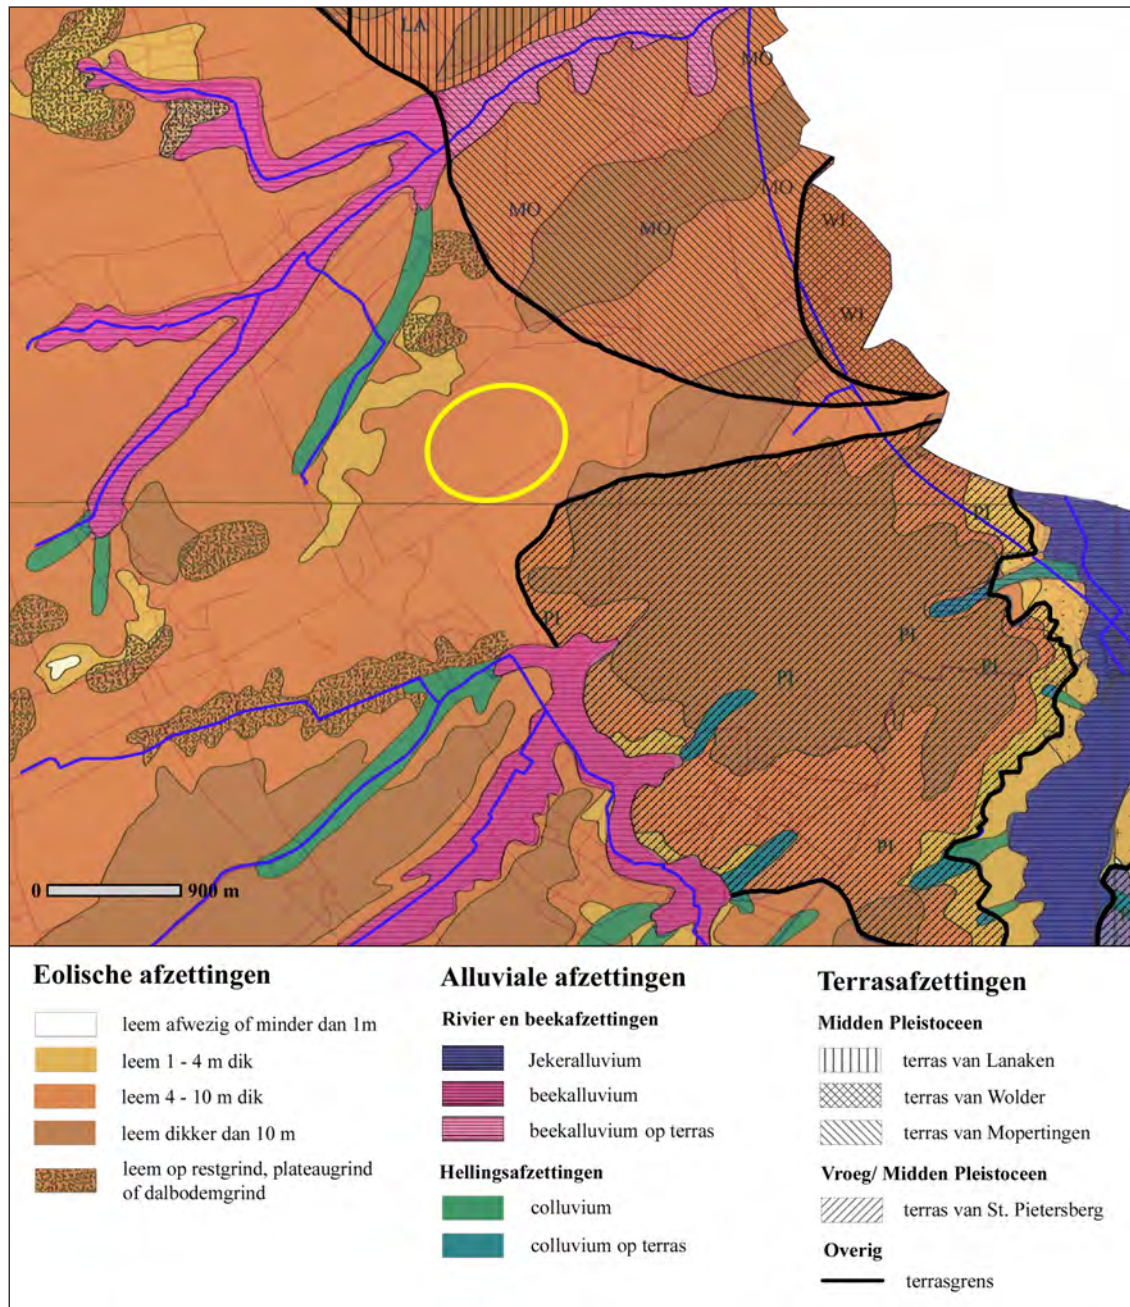 LA
MO
MO
MO
MO
WI
WI
PI
PI
PI
PI
PI
PI
0 900 m
Eolische afzettingen
leem afwezig of minder dan 1m
leem 1 - 4 m dik
leem 4 - 10 m dik
leem dikker dan 10 m
leem op restgrind, plateaugrind
of dalbodemgrind
Alluviale afzettingen
Rivier en beekafzettingen
Jekeralluvium
beekalluvium
beekalluvium op terras
Hellingsafzettingen
colluvium
colluvium op terras
Terrasafzettingen
Midden Pleistoceen
terras van Lanaken
terras van Wolder
terras van Mopertingen
Vroeg/ Midden Pleistoceen
terras van St. Pietersberg
Overig
terrasgrens